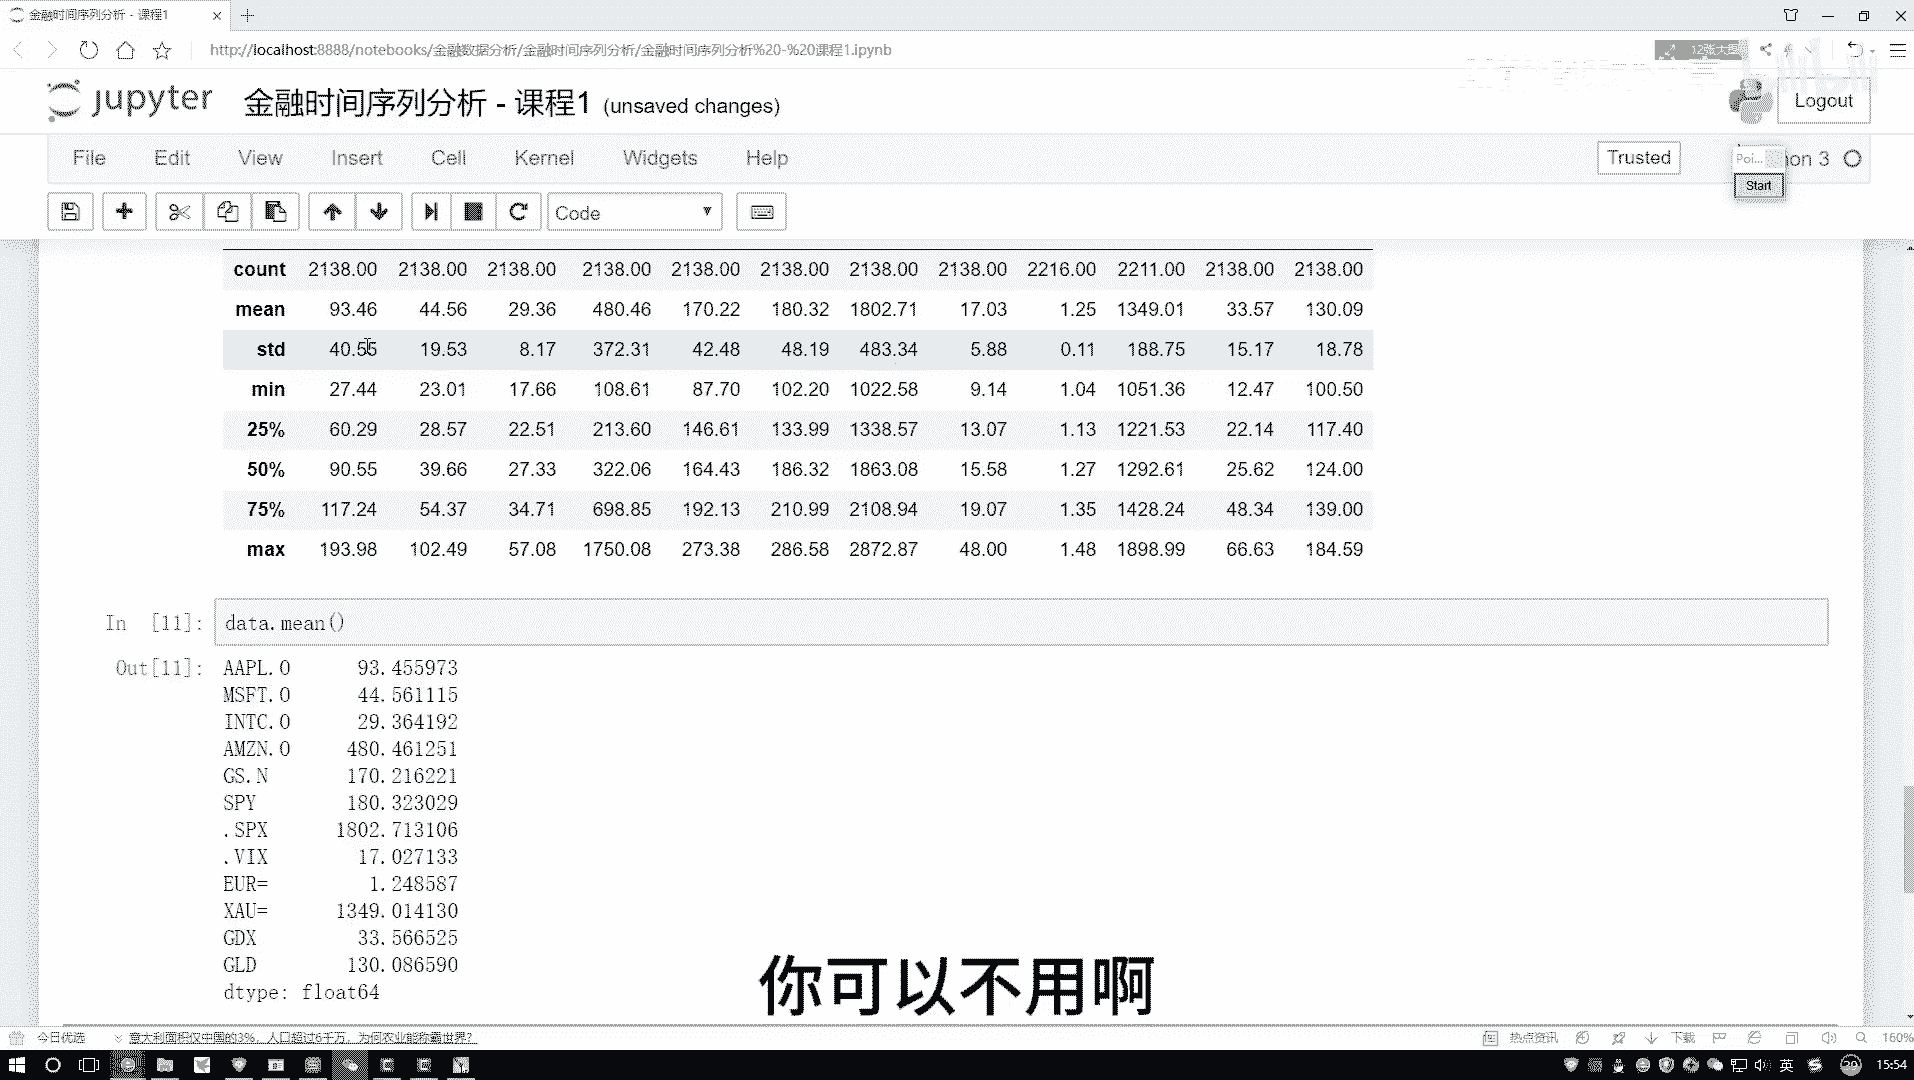 金融时间序列分析 - 课程1
http://localhost:8888/notebooks/金融数据分析/金融时间序列分析/金融时间序列分析%20-%20课程1.ipynb
12张大图
jupyter 金融时间序列分析 - 课程1 (unsaved changes)
Logout
File Edit View Insert Cell Kernel Widgets Help
Trusted
Poi...
on 3
Start
Code
count 2138.00 2138.00 2138.00 2138.00 2138.00 2138.00 2138.00 2138.00 2216.00 2211.00 2138.00 2138.00
mean 93.46 44.56 29.36 480.46 170.22 180.32 1802.71 17.03 1.25 1349.01 33.57 130.09
std 40.55 19.53 8.17 372.31 42.48 48.19 483.34 5.88 0.11 188.75 15.17 18.78
min 27.44 23.01 17.66 108.61 87.70 102.20 1022.58 9.14 1.04 1051.36 12.47 100.50
25% 60.29 28.57 22.51 213.60 146.61 133.99 1338.57 13.07 1.13 1221.53 22.14 117.40
50% 90.55 39.66 27.33 322.06 164.43 186.32 1863.08 15.58 1.27 1292.61 25.62 124.00
75% 117.24 54.37 34.71 698.85 192.13 210.99 2108.94 19.07 1.35 1428.24 48.34 139.00
max 193.98 102.49 57.08 1750.08 273.38 286.58 2872.87 48.00 1.48 1898.99 66.63 184.59
In [11]: data.mean()
Out[11]: AAPL.O 93.455973
MSFT.O 44.561115
INTC.O 29.364192
AMZN.O 480.461251
GS.N 170.216221
SPY 180.323029
.SPX 1802.713106
.VIX 17.027133
EUR= 1.248587
XAU= 1349.014130
GDX 33.566525
GLD 130.086590
dtype: float64
你可以不用啊
今日优选 意大利面积仅中国的3%，人口超过6千万，为何农业能称霸世界？
热点资讯 下载 160%
英 29 15:54